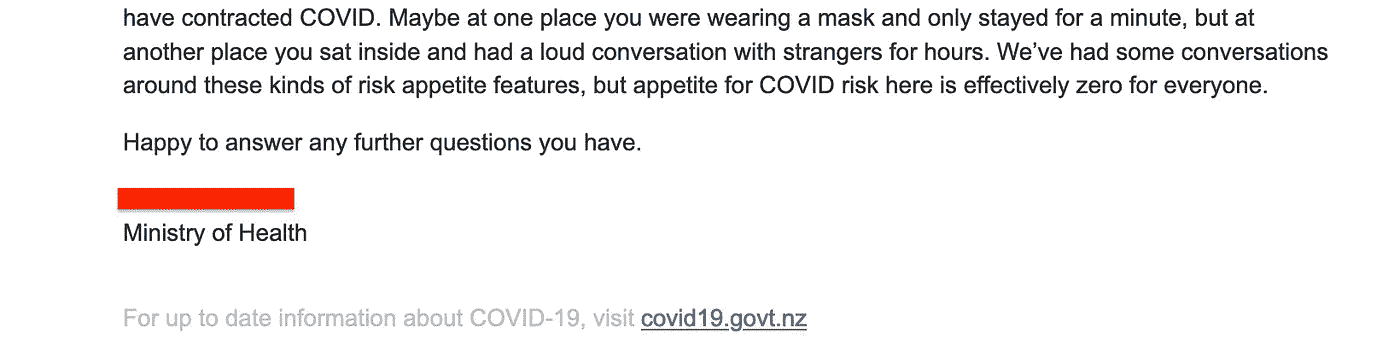 have contracted COVID. Maybe at one place you were wearing a mask and only stayed for a minute, but at
another place you sat inside and had a loud conversation with strangers for hours. We’ve had some conversations
around these kinds of risk appetite features, but appetite for COVID risk here is effectively zero for everyone.
Happy to answer any further questions you have.
Ministry of Health
For up to date information about COVID-19, visit covid19.govt.nz